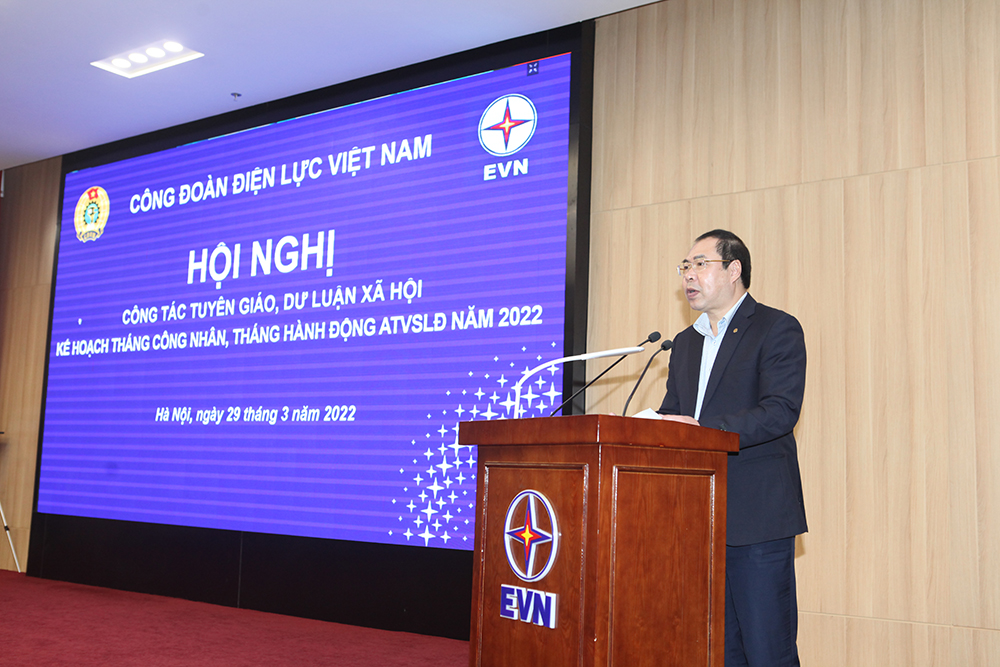 CÔNG ĐOÀN ĐIỆN LỰC VIỆT NAM
EVN
HỘI NGHỊ
CÔNG TÁC TUYÊN GIÁO, DƯ LUẬN XÃ HỘI
KẾ HOẠCH THÁNG CÔNG NHÂN, THÁNG HÀNH ĐỘNG ATVSLĐ NĂM 2022
Hà Nội, ngày 29 tháng 3 năm 2022
EVN